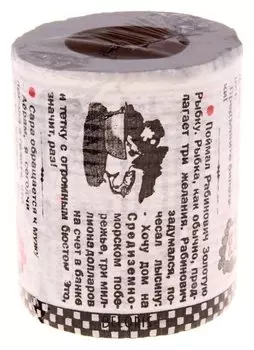 • Поймал Рабинович Золотую
Рыбку. Рыбка, как обычно, пред-
лагает три желания. Рабинович
задумался, по-
чесал лысину:
- Хочу дом на
Средиземно-
морском побе-
режье, три мил-
лиона долларов
на счет в банке
и тетку с огромным бюстом. Это,
значит, раз!
• Сара обращается к мужу